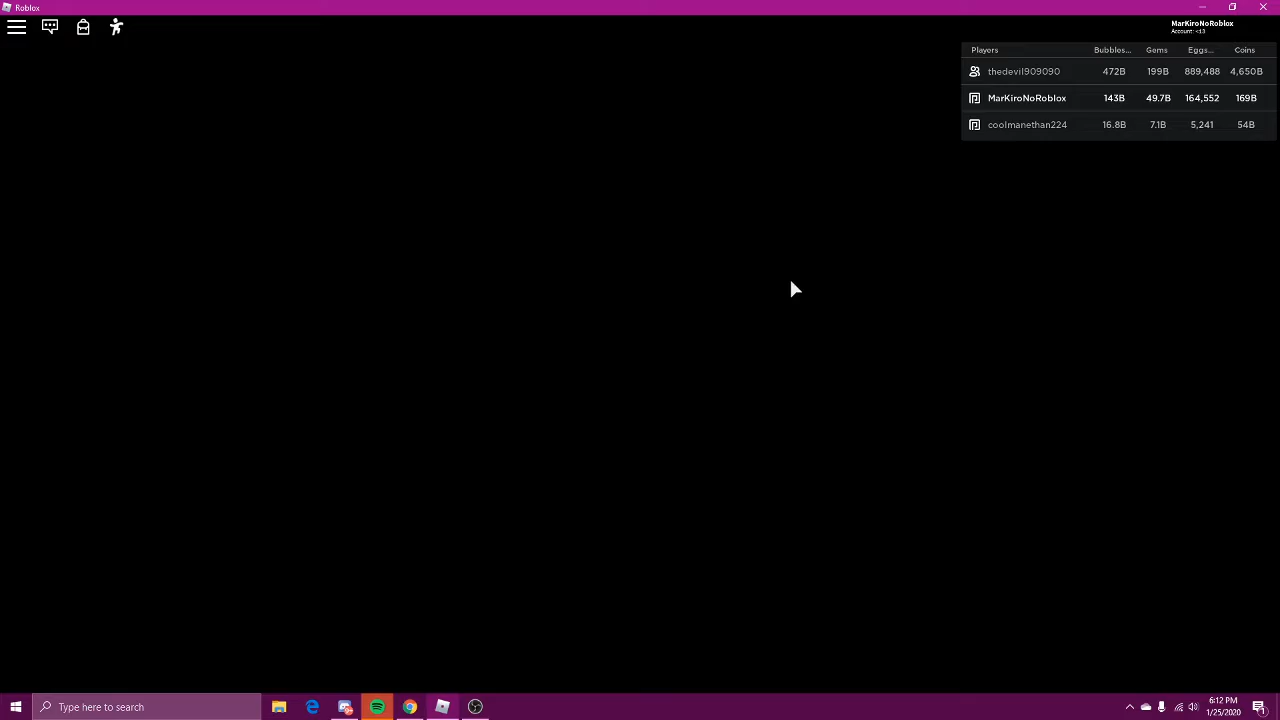 Roblox
MarKiroNoRoblox
Account: <13
Players Bubbles... Gems Eggs... Coins
thedevil909090 472B 199B 889,488 4,650B
MarKiroNoRoblox 143B 49.7B 164,552 169B
coolmanethan224 16.8B 7.1B 5,241 54B
Type here to search
6:12 PM
1/25/2020